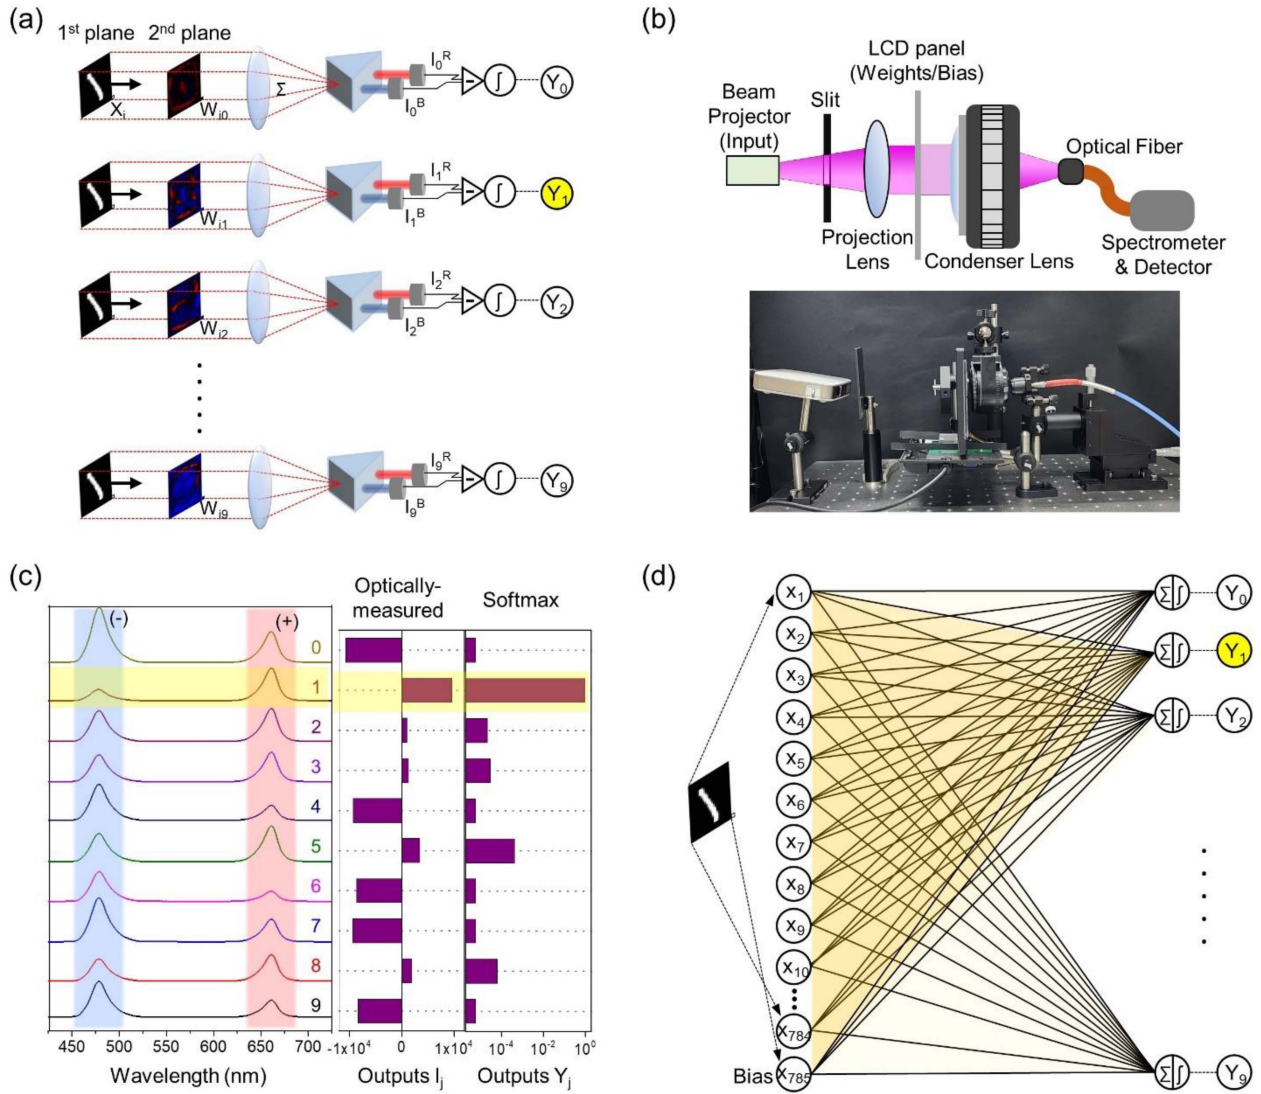 (a)
1st plane 2nd plane
Xi
Wi0
Σ
I0R
I0B
−
∫
Y0
Wi1
I1R
I1B
−
∫
Y1
Wi2
I2R
I2B
−
∫
Y2
Wi9
I9R
I9B
−
∫
Y9
(b)
LCD panel
(Weights/Bias)
Beam
Projector
(Input)
Slit
Optical Fiber
Projection
Lens
Condenser Lens
Spectrometer
& Detector
(c)
Optically-
measured
Softmax
(-)
(+)
0
1
2
3
4
5
6
7
8
9
450 500 550 600 650 700
Wavelength (nm)
-1x10^4 0 1x10^4
Outputs Ij
10^-4 10^-2 10^0
Outputs Yj
(d)
x1
x2
x3
x4
x5
x6
x7
x8
x9
x10
x784
Bias x785
Σ ∫ Y0
Σ ∫ Y1
Σ ∫ Y2
Σ ∫ Y9